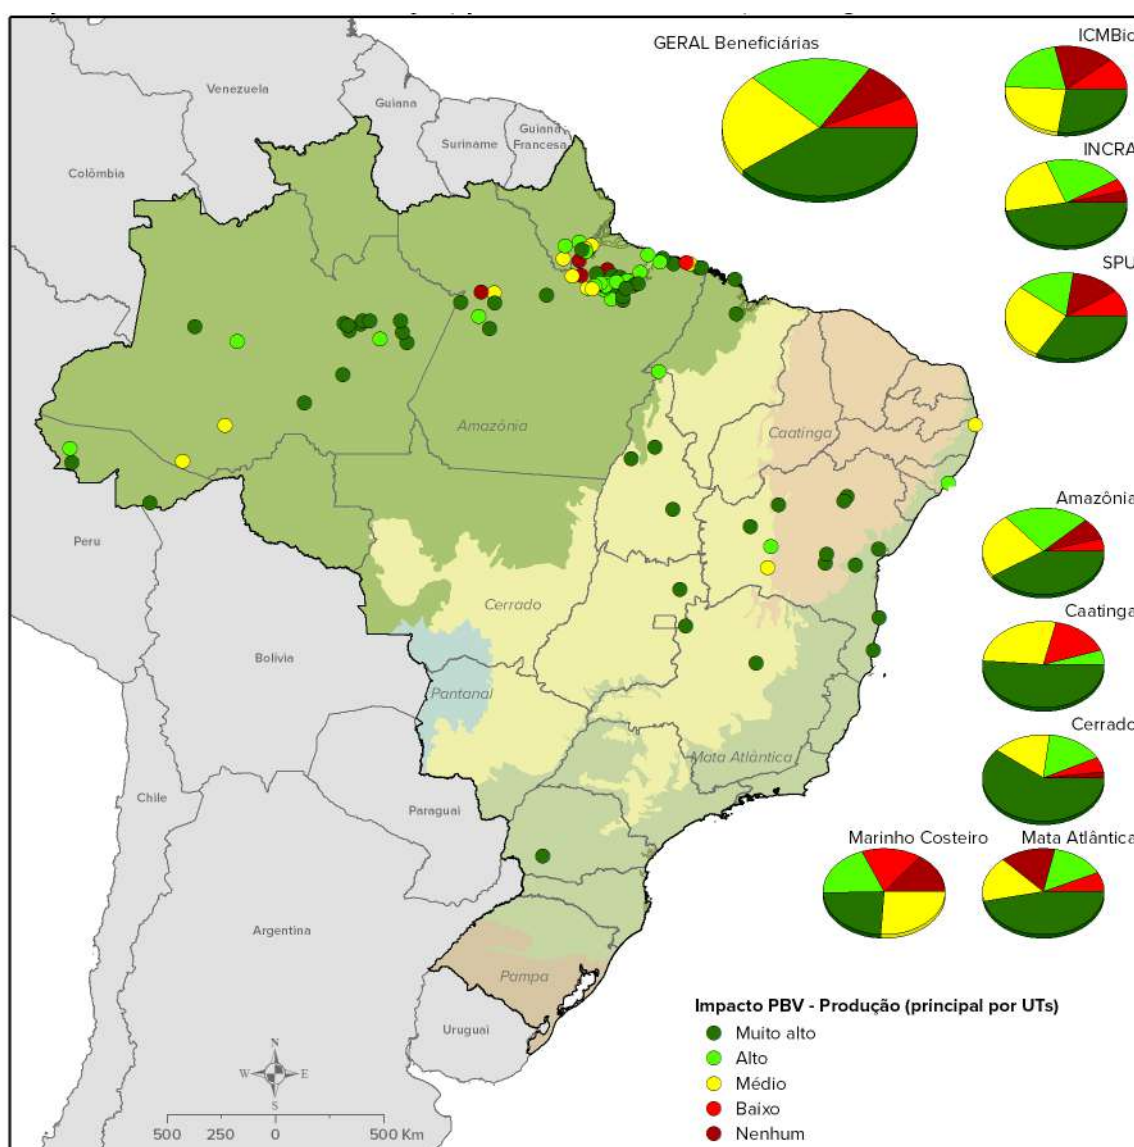 GERAL Beneficiárias
ICMBio
Venezuela
Guiana
Suriname
Guiana
Francesa
Colômbia
INCRA
SPU
Amazônia
Caatinga
Peru
Amazônia
Cerrado
Caatinga
Bolivia
Pantanal
Cerrado
Mata Atlântica
Chile
Paraguai
Marinho Costeiro
Mata Atlântica
Argentina
Pampa
Uruguai
Impacto PBV - Produção (principal por UTs)
Muito alto
Alto
Médio
Baixo
Nenhum
N
W E
S
500 250 0 500 Km